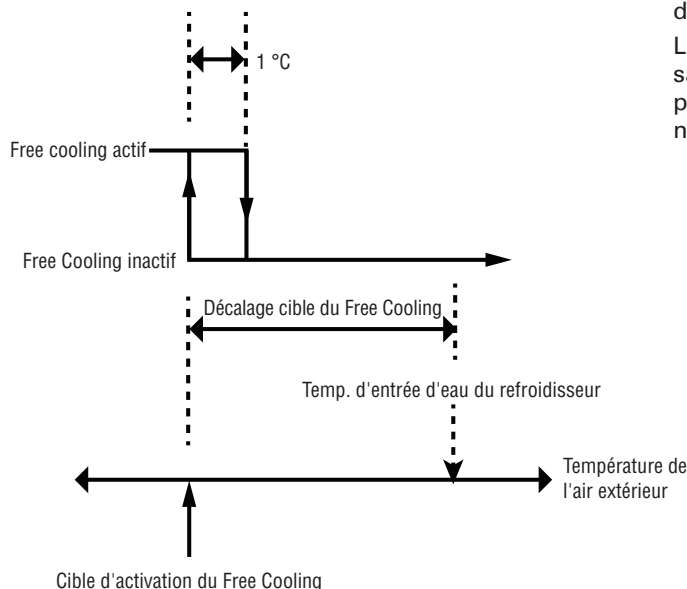 1 °C
Free cooling actif
Free Cooling inactif
Décalage cible du Free Cooling
Temp. d'entrée d'eau du refroidisseur
Température de
l'air extérieur
Cible d'activation du Free Cooling